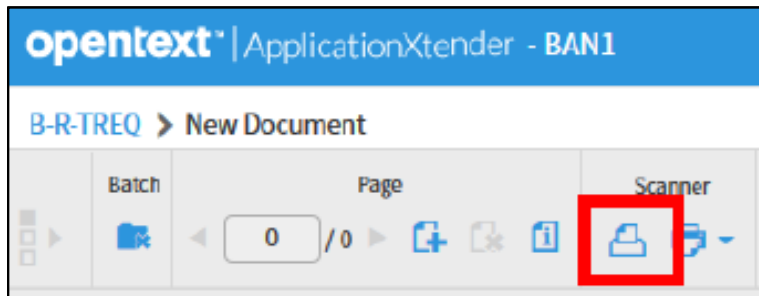 opentext™ | ApplicationXtender - BAN1
B-R-TREQ > New Document
Batch Page Scanner
0 / 0